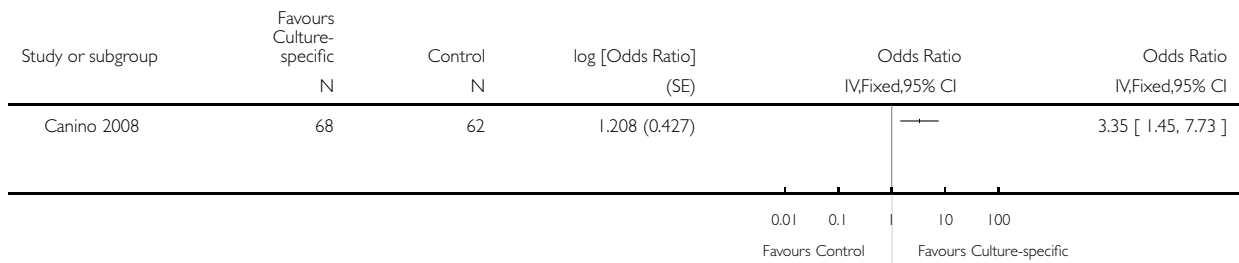 Favours
Culture-
Study or subgroup specific Control log [Odds Ratio] Odds Ratio Odds Ratio
N N (SE) IV,Fixed,95% CI IV,Fixed,95% CI
Canino 2008 68 62 1.208 (0.427) 3.35 [ 1.45, 7.73 ]
0.01 0.1 1 10 100
Favours Control Favours Culture-specific